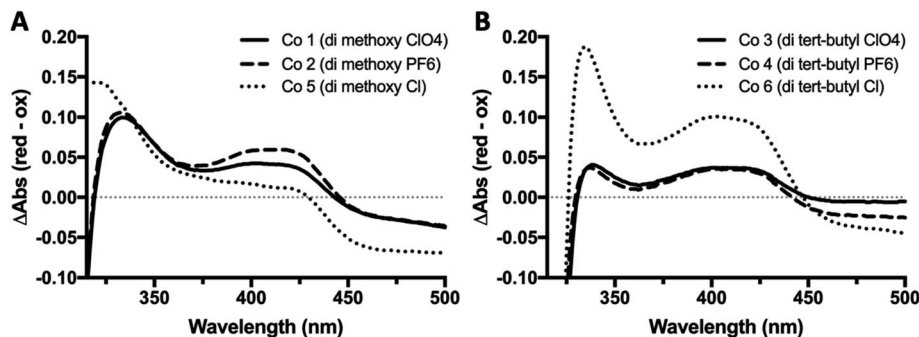 A
0.20
0.15
0.10
0.05
0.00
-0.05
-0.10
ΔAbs (red - ox)
Co 1 (di methoxy ClO4)
Co 2 (di methoxy PF6)
Co 5 (di methoxy Cl)
350
400
450
500
Wavelength (nm)
B
0.20
0.15
0.10
0.05
0.00
-0.05
-0.10
ΔAbs (red - ox)
Co 3 (di tert-butyl ClO4)
Co 4 (di tert-butyl PF6)
Co 6 (di tert-butyl Cl)
350
400
450
500
Wavelength (nm)